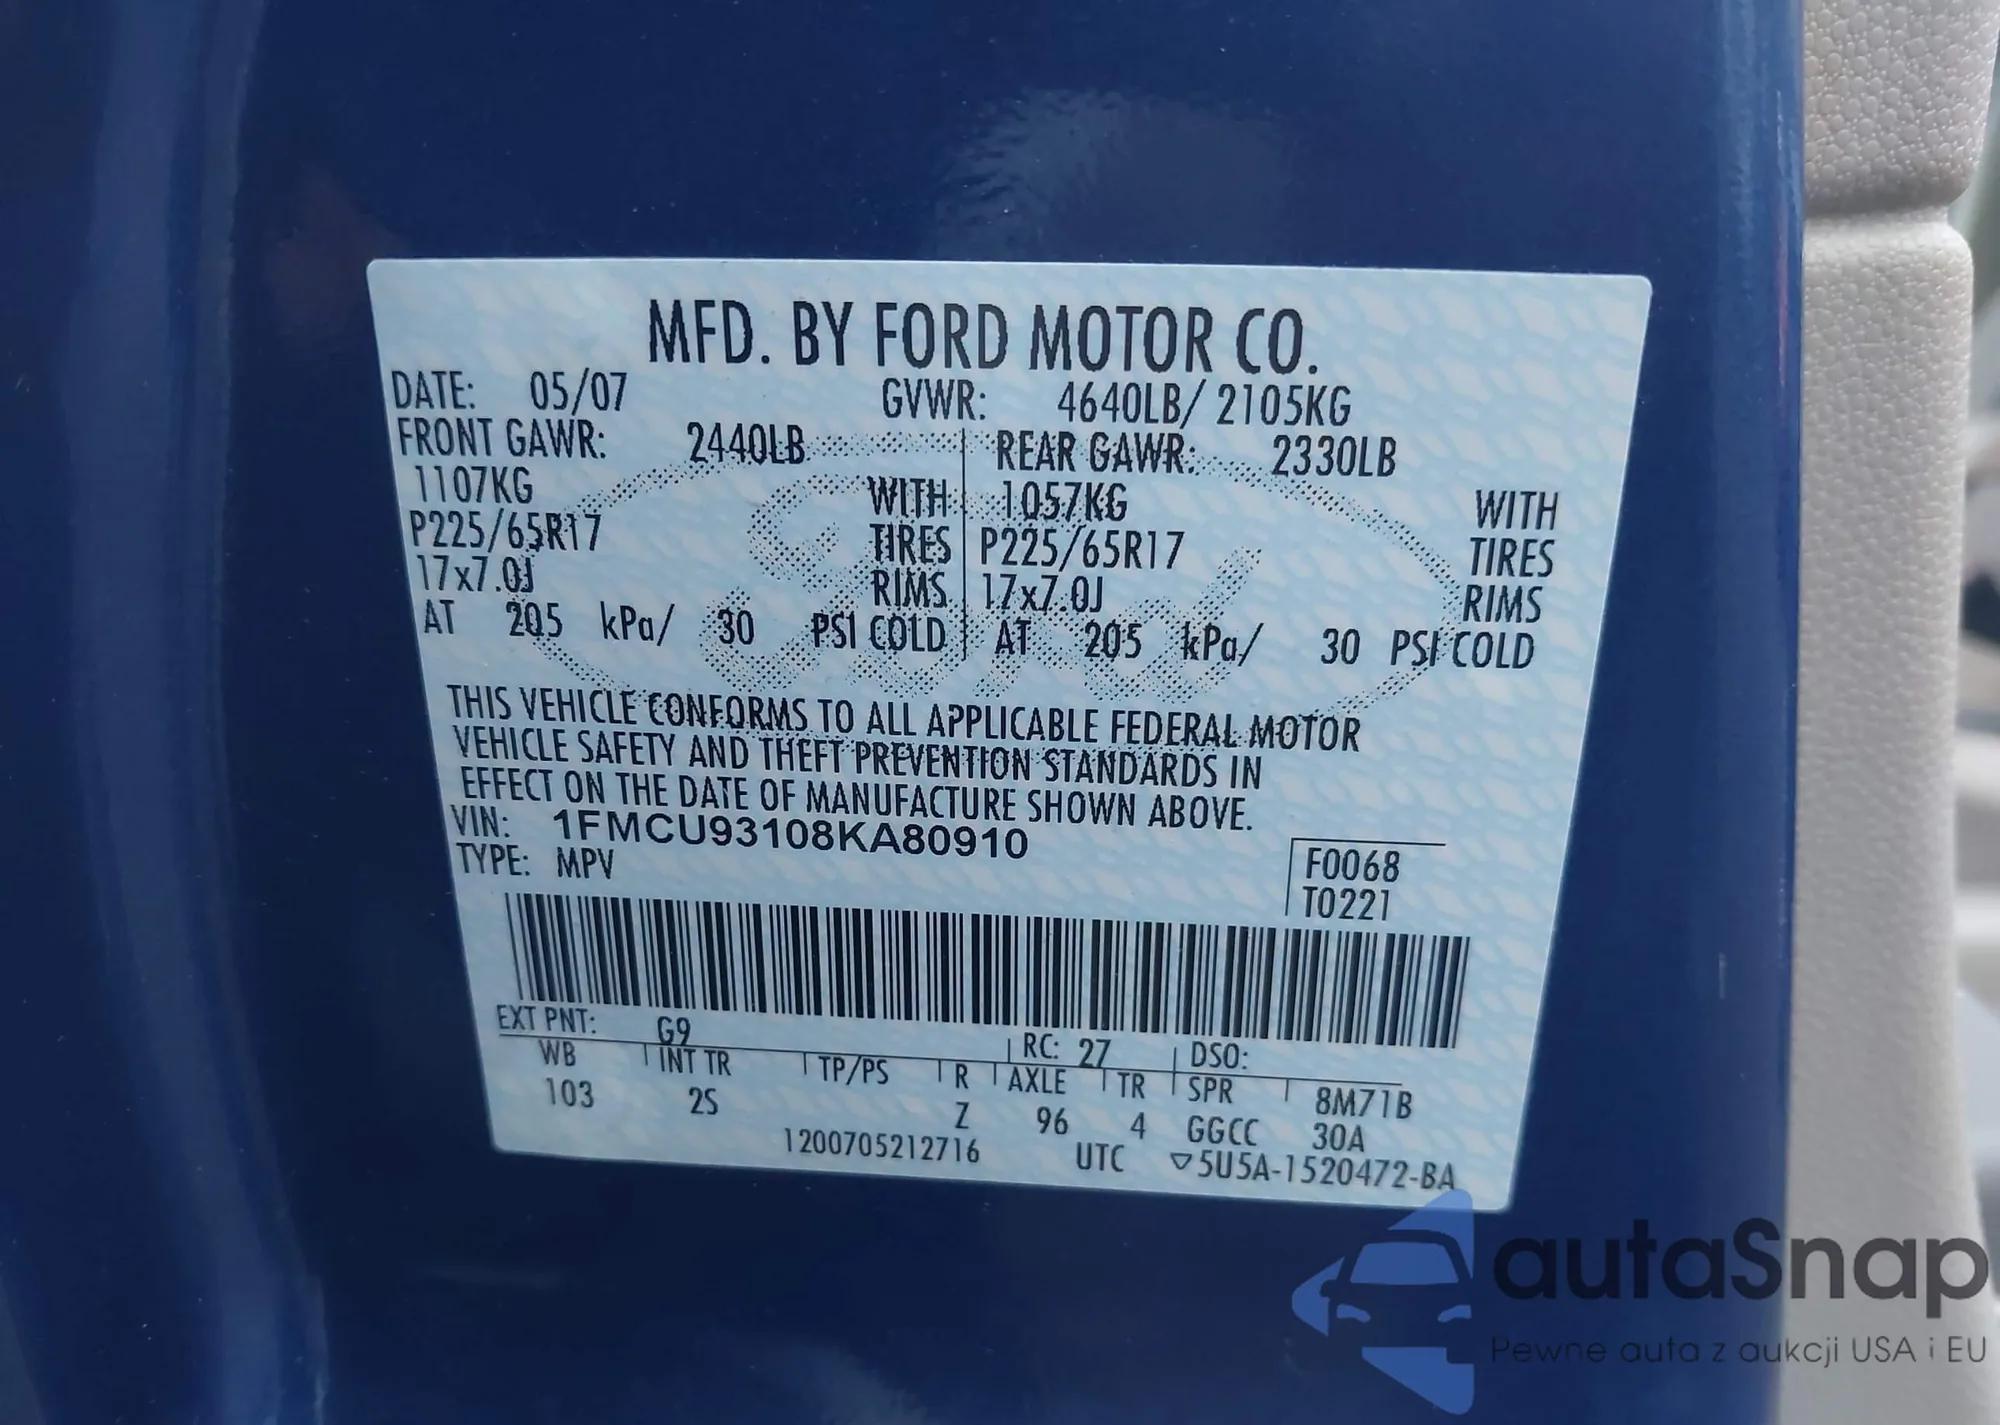 MFD. BY FORD MOTOR CO.
DATE: 05/07 GVWR: 4640LB/ 2105KG
FRONT GAWR: 2440LB REAR GAWR: 2330LB
1107KG WITH 1057KG WITH
P225/65R17 TIRES P225/65R17 TIRES
17x7.0J RIMS 17x7.0J RIMS
AT 205 kPa/ 30 PSI COLD AT 205 kPa/ 30 PSI COLD
THIS VEHICLE CONFORMS TO ALL APPLICABLE FEDERAL MOTOR
VEHICLE SAFETY AND THEFT PREVENTION STANDARDS IN
EFFECT ON THE DATE OF MANUFACTURE SHOWN ABOVE.
VIN: 1FMCU93108KA80910
TYPE: MPV
F0068
T0221
EXT PNT: G9 RC: 27 DSO:
WB INT TR TP/PS R AXLE TR SPR 8M71B
103 2S Z 96 4 GGCC 30A
1200705212716 UTC ▽5U5A-1520472-BA
Ford
autaSnap
Pewne auta z aukcji USA i EU